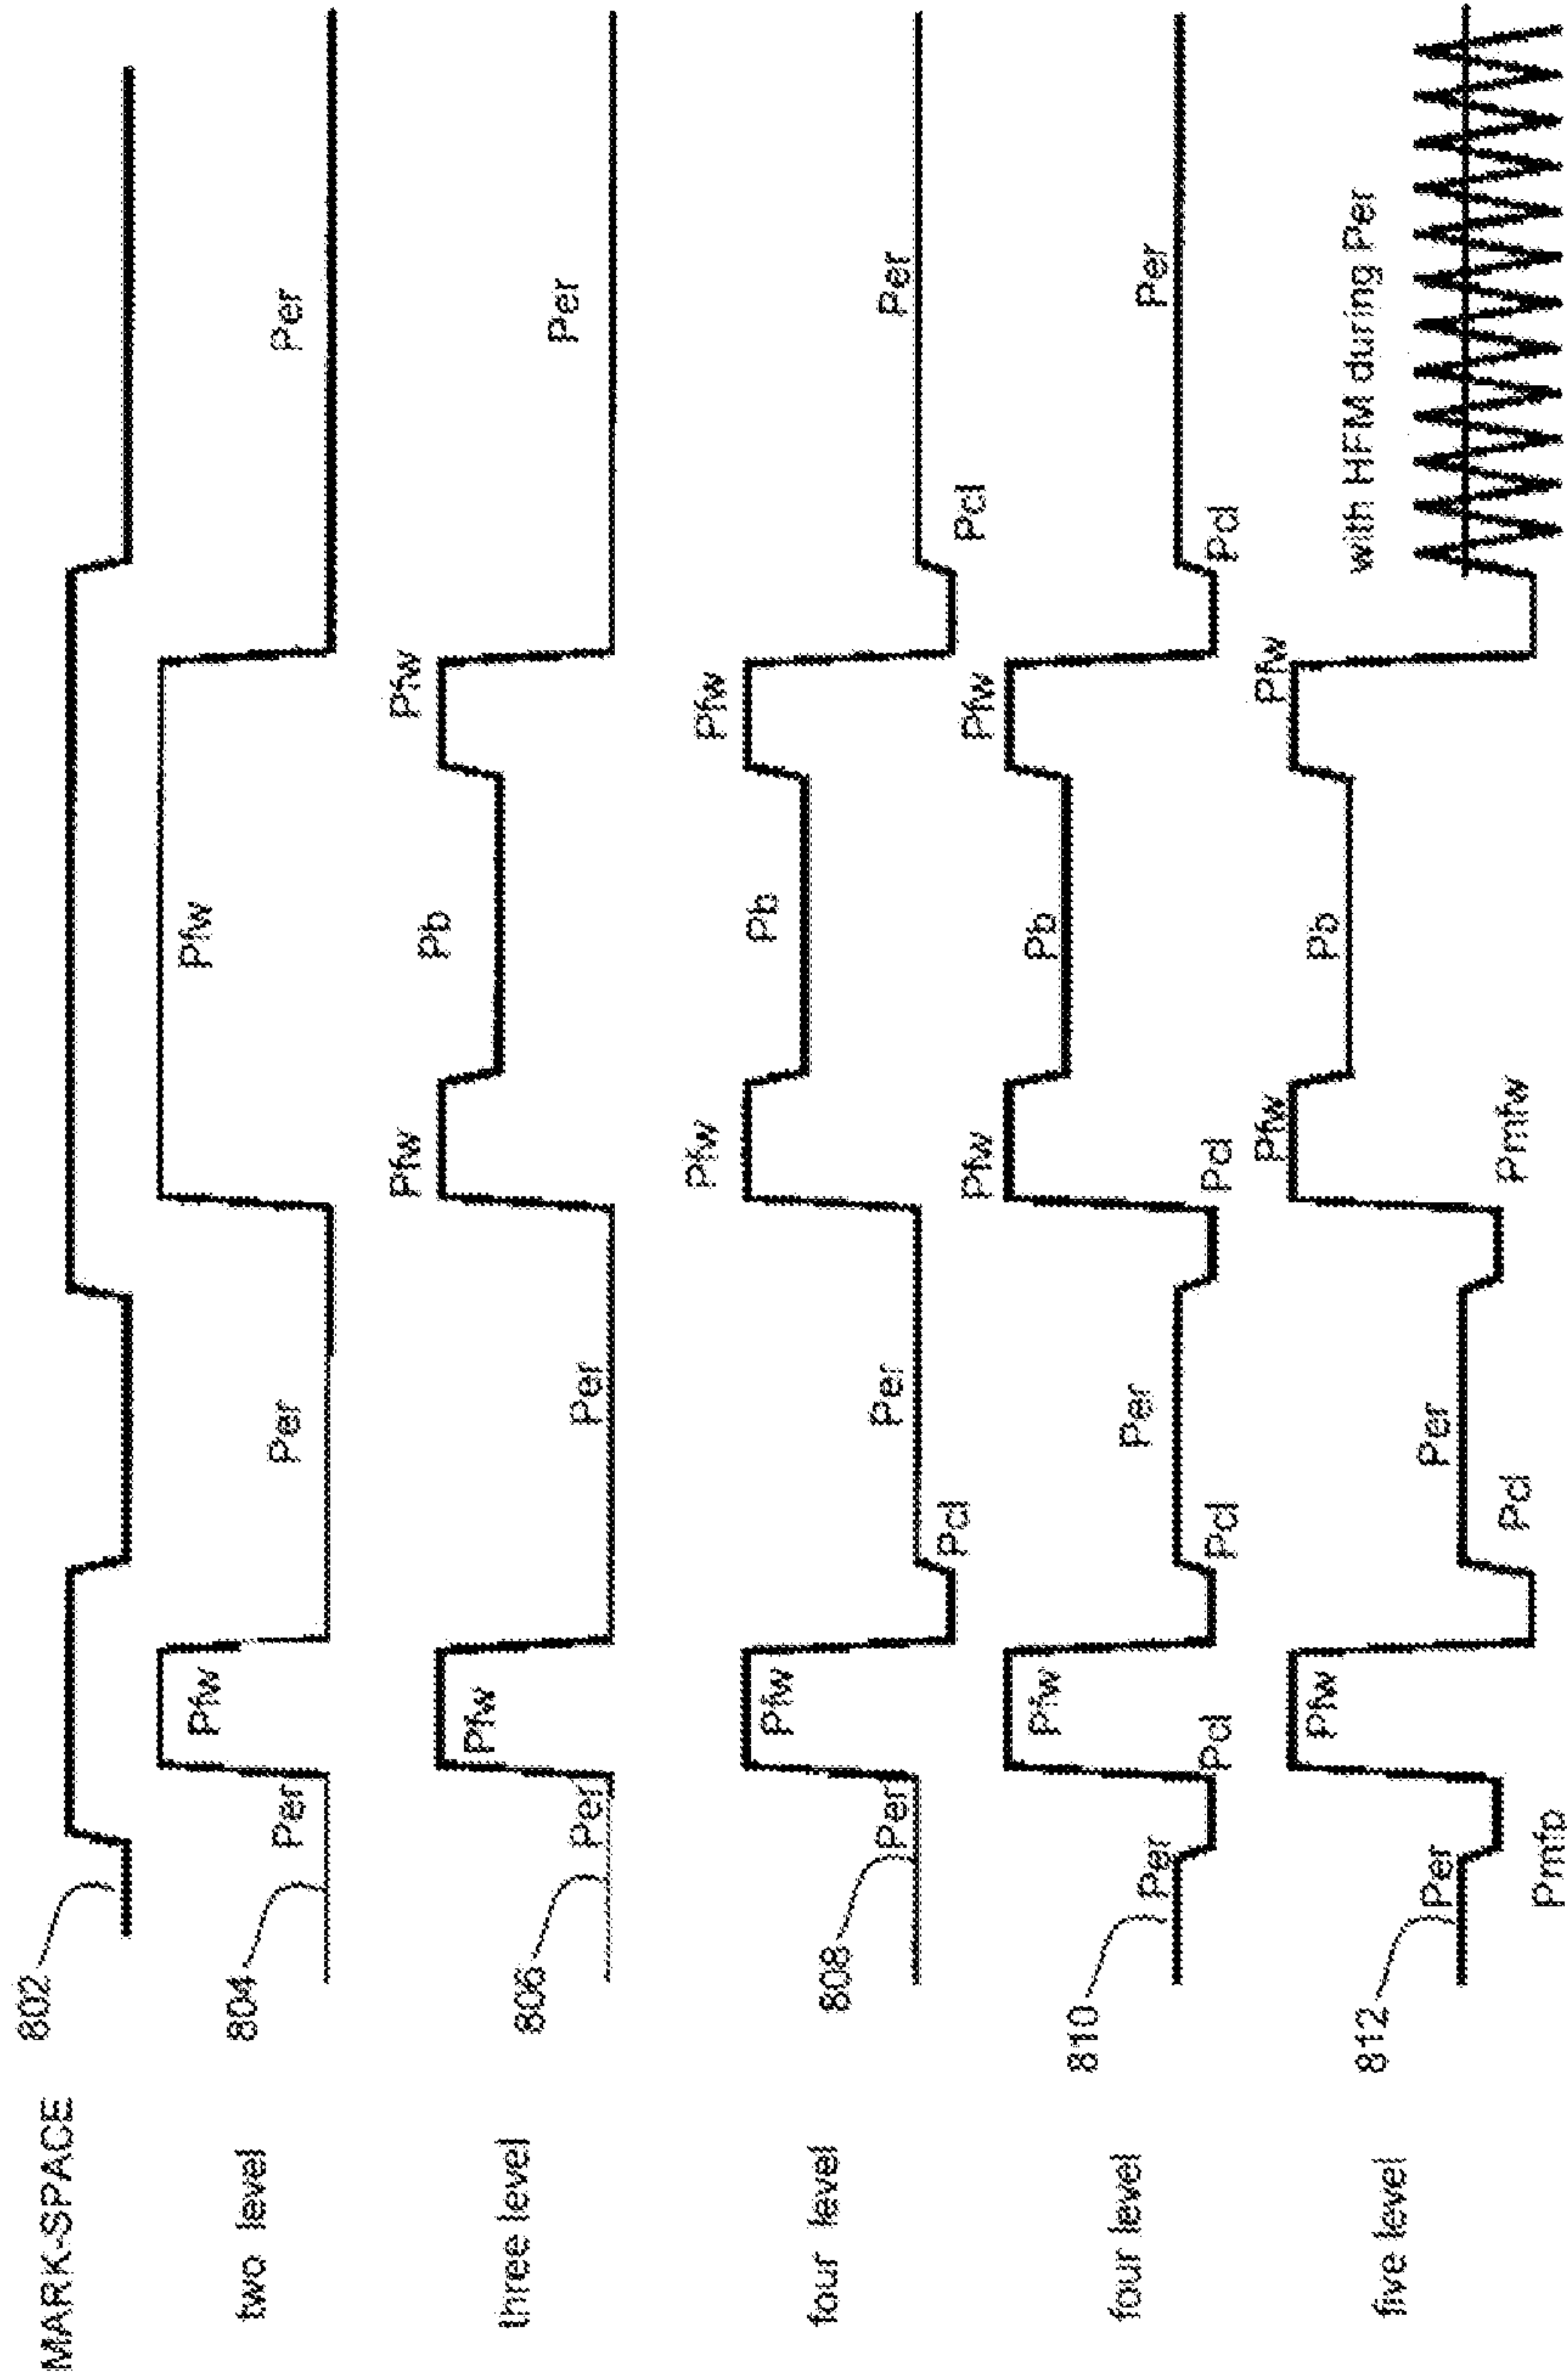 MARK-SPACE 802
two level 804 Per Pfw Per Pfw Per
three level 806 Per Pfw Per Pfw Pb Pfw Per
four level 808 Per Pfw Pcl Per Pfw Pb Pfw Pcl Per
four level 810 Per Pcl Pfw Pcl Per Pcl Pfw Pb Pfw Pcl Per
five level 812 Per Pmfp Pfw Pcl Per Pmfw Pfw Pb Pfw with HFM during Per